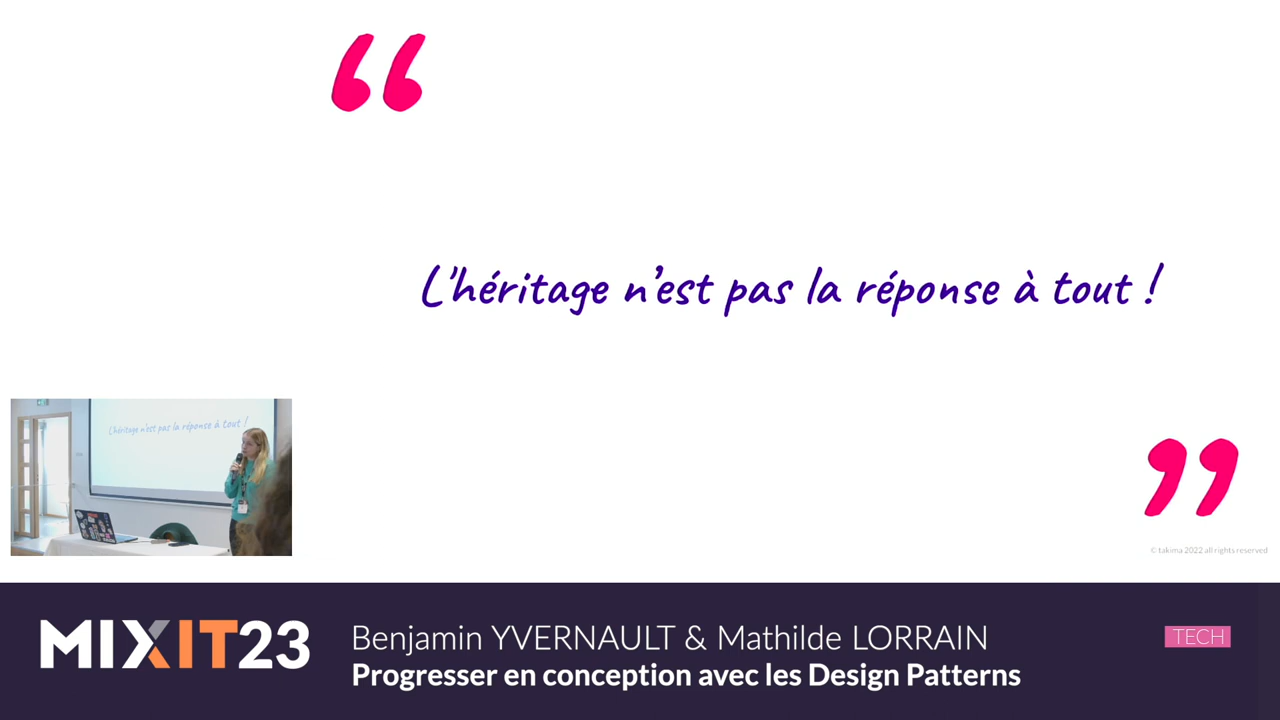 “
L'héritage n'est pas la réponse à tout !
”
L'héritage n'est pas la réponse à tout !
© takima 2022 all rights reserved
MIXIT23
Benjamin YVERNAULT & Mathilde LORRAIN
Progresser en conception avec les Design Patterns
TECH